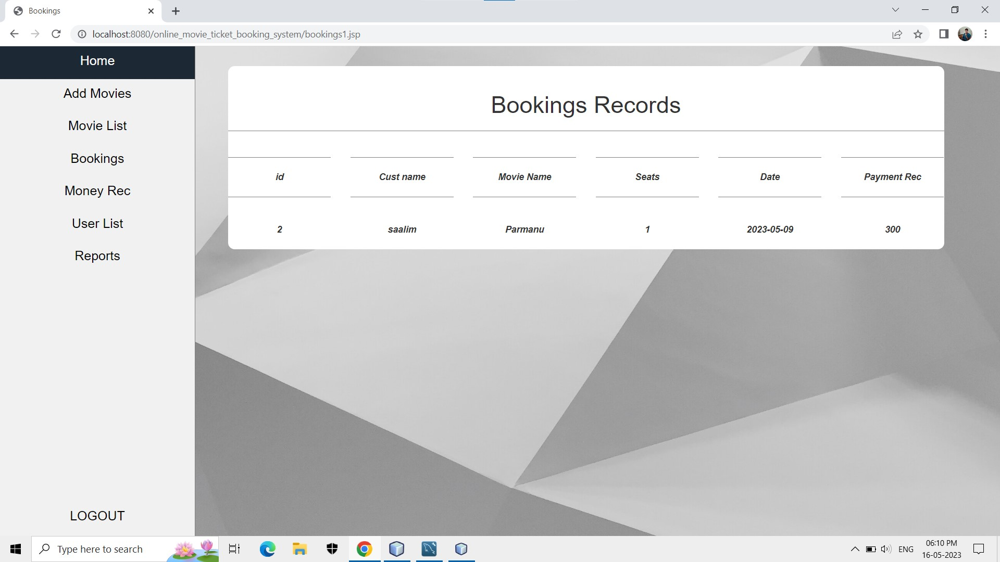 Bookings
localhost:8080/online_movie_ticket_booking_system/bookings1.jsp
Home
Add Movies
Movie List
Bookings
Money Rec
User List
Reports
LOGOUT
Bookings Records
id Cust name Movie Name Seats Date Payment Rec
2 saalim Parmanu 1 2023-05-09 300
Type here to search
ENG
06:10 PM
16-05-2023